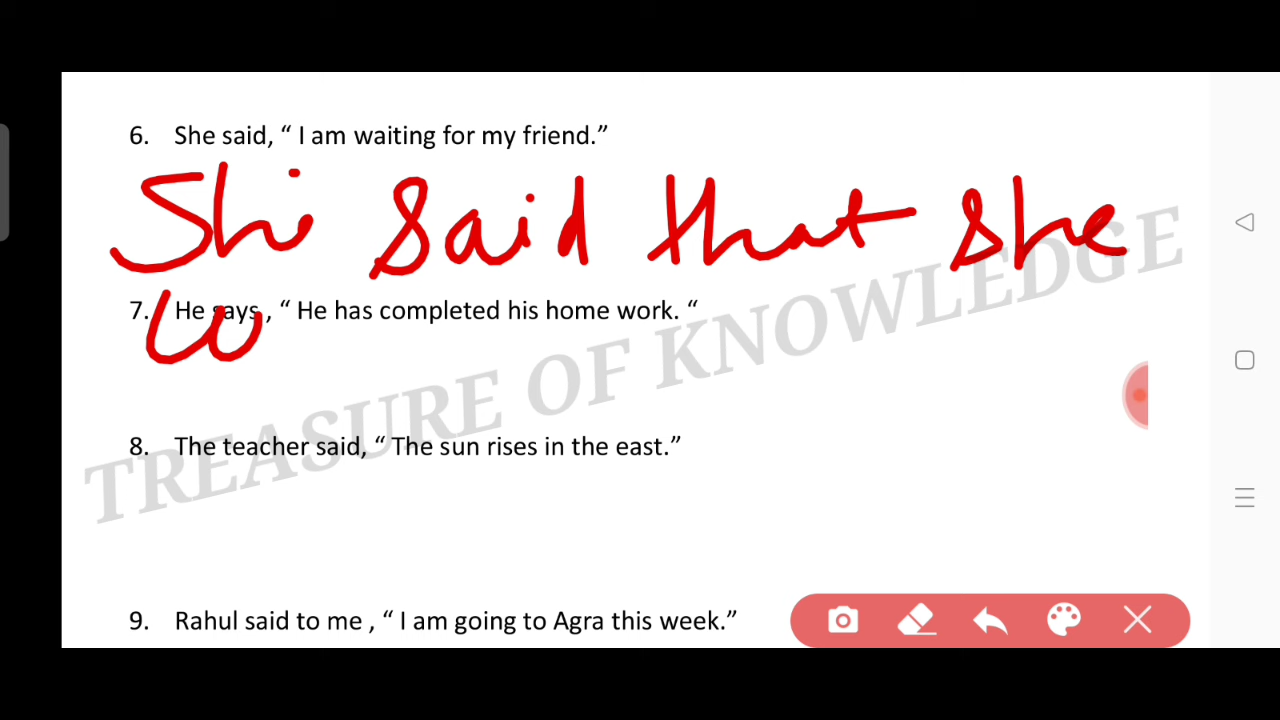 6. She said, “ I am waiting for my friend.”
She said that she
7. He says , “ He has completed his home work. “
TREASURE OF KNOWLEDGE
8. The teacher said, “ The sun rises in the east.”
9. Rahul said to me , “ I am going to Agra this week.”